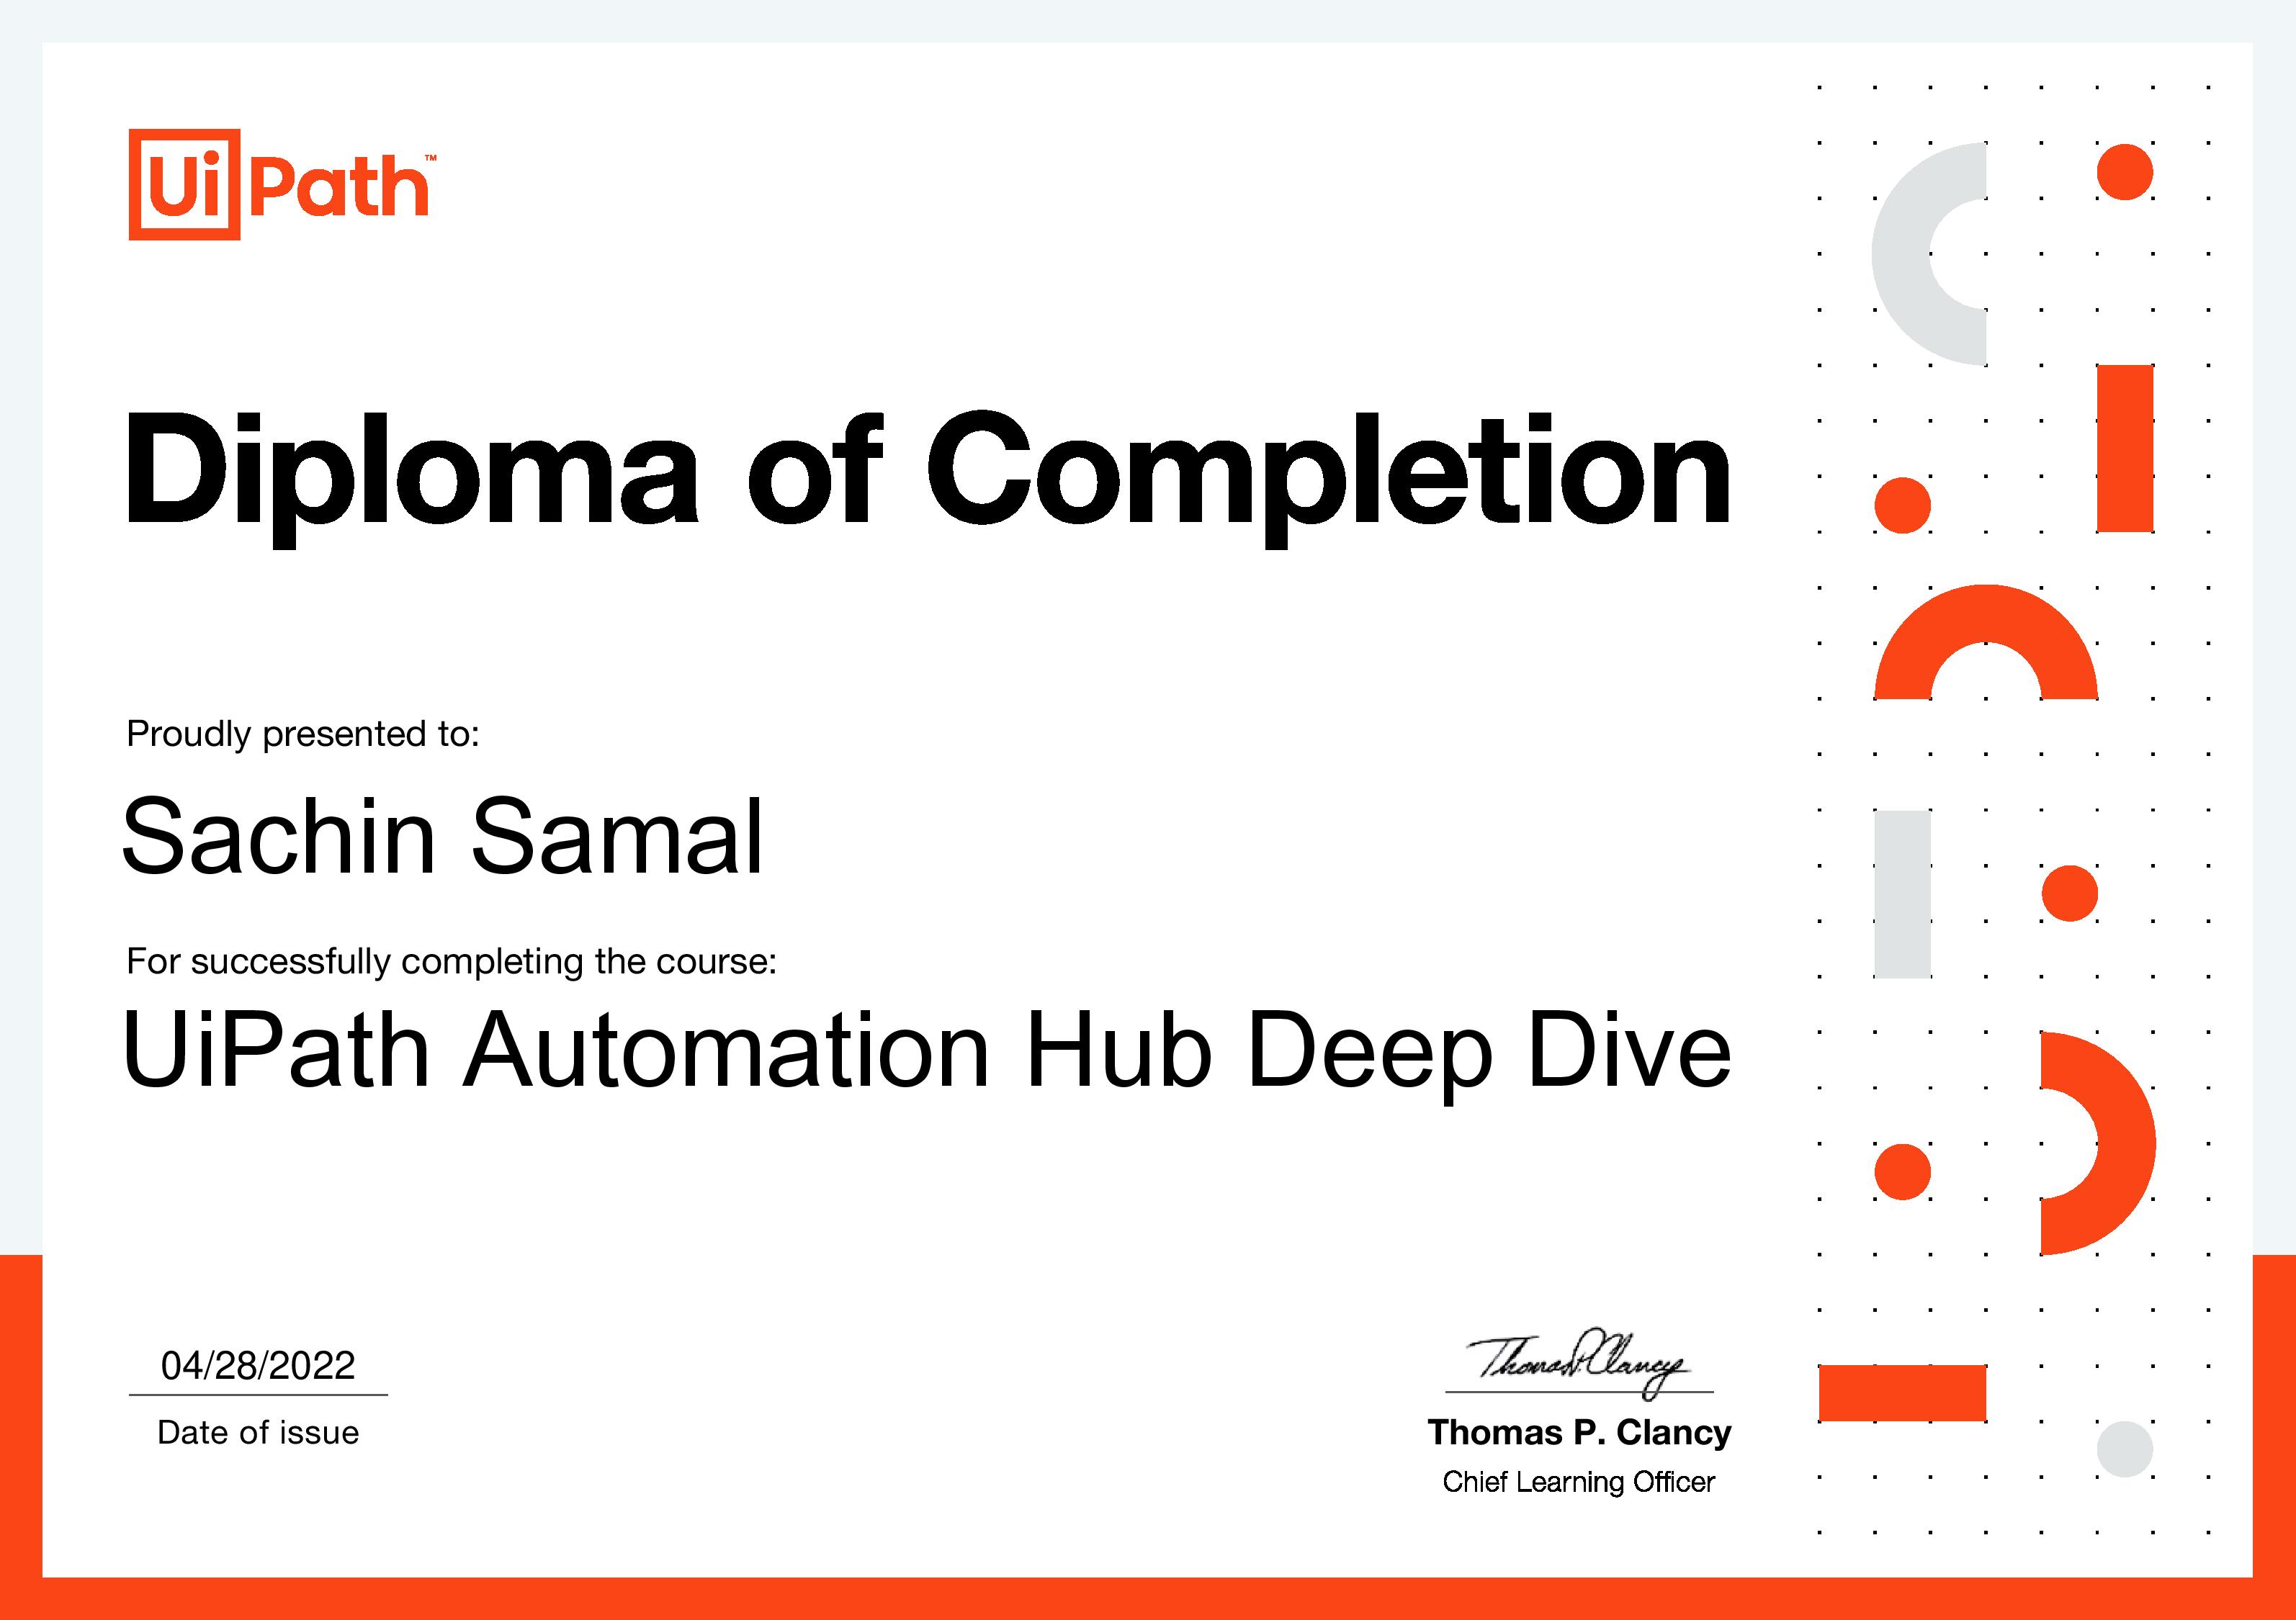 UiPath™
Diploma of Completion
Proudly presented to:
Sachin Samal
For successfully completing the course:
UiPath Automation Hub Deep Dive
04/28/2022
Date of issue
Thomas P. Clancy
Thomas P. Clancy
Chief Learning Officer